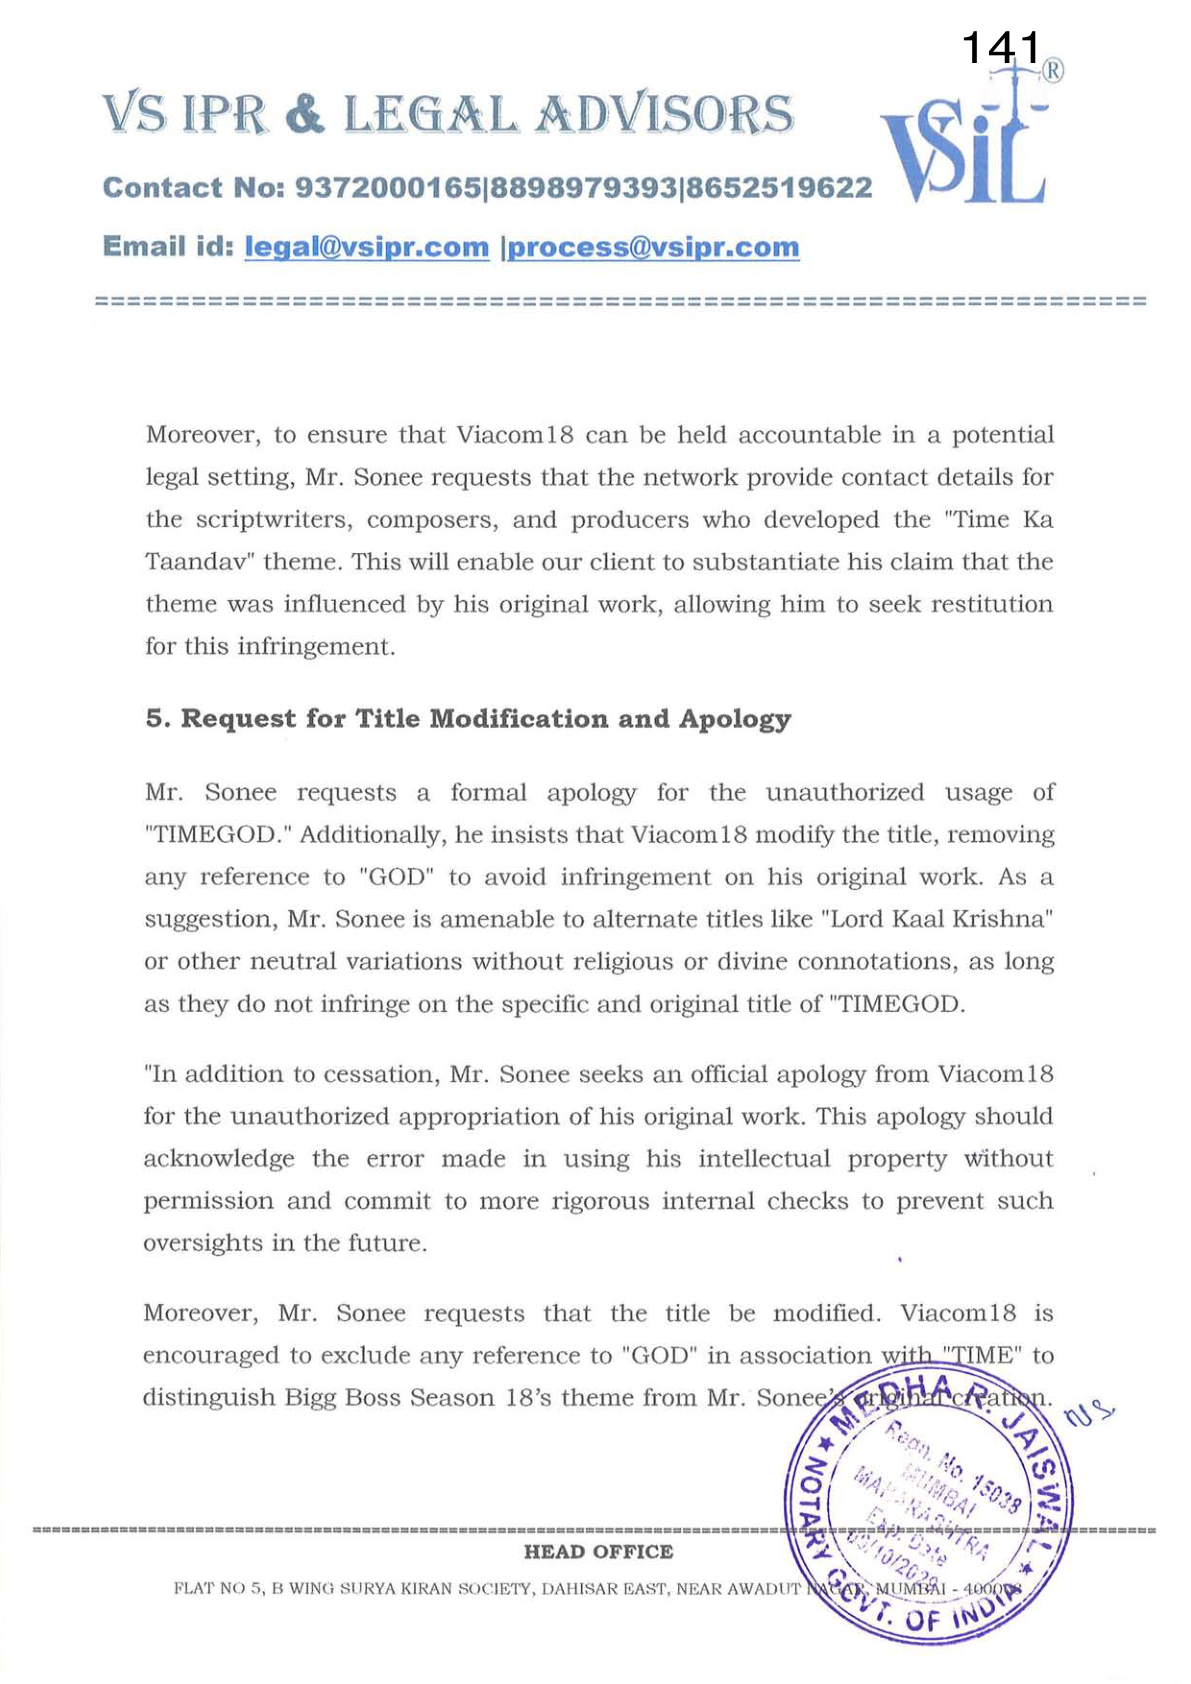 141
VS IPR & LEGAL ADVISORS
VSiL®
Contact No: 9372000165|8898979393|8652519622
Email id: legal@vsipr.com |process@vsipr.com
Moreover, to ensure that Viacom18 can be held accountable in a potential
legal setting, Mr. Sonee requests that the network provide contact details for
the scriptwriters, composers, and producers who developed the "Time Ka
Taandav" theme. This will enable our client to substantiate his claim that the
theme was influenced by his original work, allowing him to seek restitution
for this infringement.
5. Request for Title Modification and Apology
Mr. Sonee requests a formal apology for the unauthorized usage of
"TIMEGOD." Additionally, he insists that Viacom18 modify the title, removing
any reference to "GOD" to avoid infringement on his original work. As a
suggestion, Mr. Sonee is amenable to alternate titles like "Lord Kaal Krishna"
or other neutral variations without religious or divine connotations, as long
as they do not infringe on the specific and original title of "TIMEGOD.
"In addition to cessation, Mr. Sonee seeks an official apology from Viacom18
for the unauthorized appropriation of his original work. This apology should
acknowledge the error made in using his intellectual property without
permission and commit to more rigorous internal checks to prevent such
oversights in the future.
Moreover, Mr. Sonee requests that the title be modified. Viacom18 is
encouraged to exclude any reference to "GOD" in association with "TIME" to
distinguish Bigg Boss Season 18's theme from Mr. Sonee's original creation.
MEDHA R. JAISWAL
Regn. No. 15038
MUMBAI
MAHARASHTRA
Exp. Date
NOTARY GOVT. OF INDIA
HEAD OFFICE
FLAT NO 5, B WING SURYA KIRAN SOCIETY, DAHISAR EAST, NEAR AWADUT NAGAR, MUMBAI -